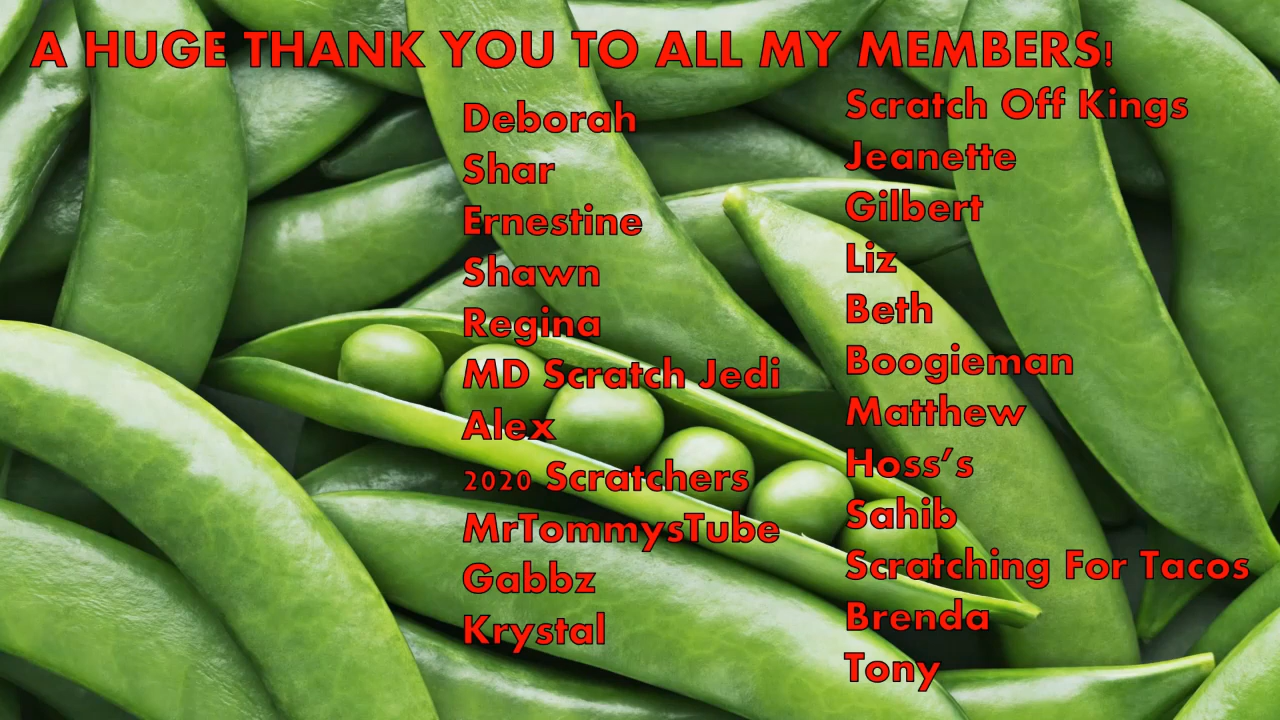 A HUGE THANK YOU TO ALL MY MEMBERS!
Deborah
Shar
Ernestine
Shawn
Regina
MD Scratch Jedi
Alex
2020 Scratchers
MrTommysTube
Gabbz
Krystal
Scratch Off Kings
Jeanette
Gilbert
Liz
Beth
Boogieman
Matthew
Hoss’s
Sahib
Scratching For Tacos
Brenda
Tony